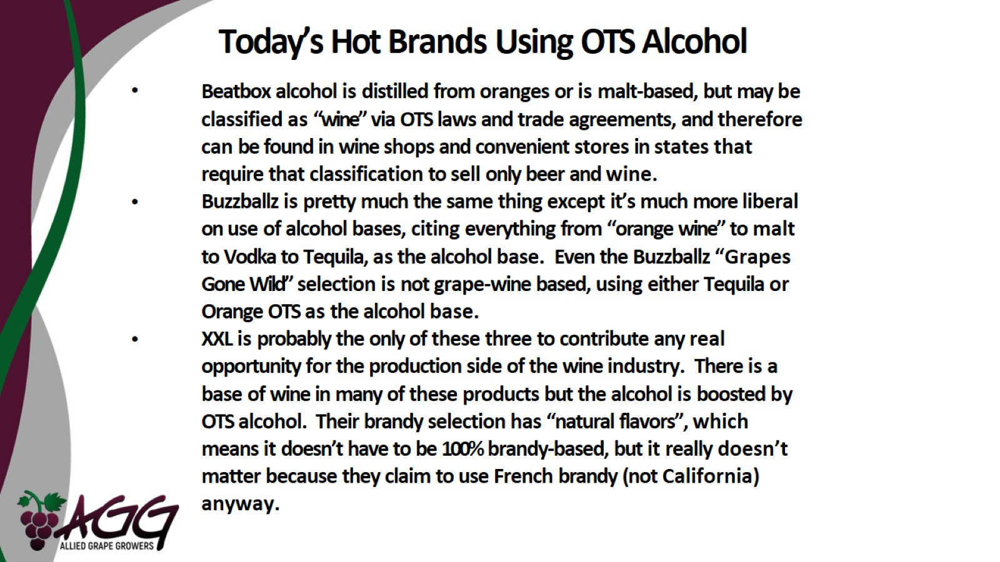 Today’s Hot Brands Using OTS Alcohol
• Beatbox alcohol is distilled from oranges or is malt-based, but may be
classified as “wine” via OTS laws and trade agreements, and therefore
can be found in wine shops and convenient stores in states that
require that classification to sell only beer and wine.
• Buzzballz is pretty much the same thing except it’s much more liberal
on use of alcohol bases, citing everything from “orange wine” to malt
to Vodka to Tequila, as the alcohol base.  Even the Buzzballz “Grapes
Gone Wild” selection is not grape-wine based, using either Tequila or
Orange OTS as the alcohol base.
• XXL is probably the only of these three to contribute any real
opportunity for the production side of the wine industry.  There is a
base of wine in many of these products but the alcohol is boosted by
OTS alcohol.  Their brandy selection has “natural flavors”, which
means it doesn’t have to be 100% brandy-based, but it really doesn’t
matter because they claim to use French brandy (not California)
anyway.
AGG
ALLIED GRAPE GROWERS